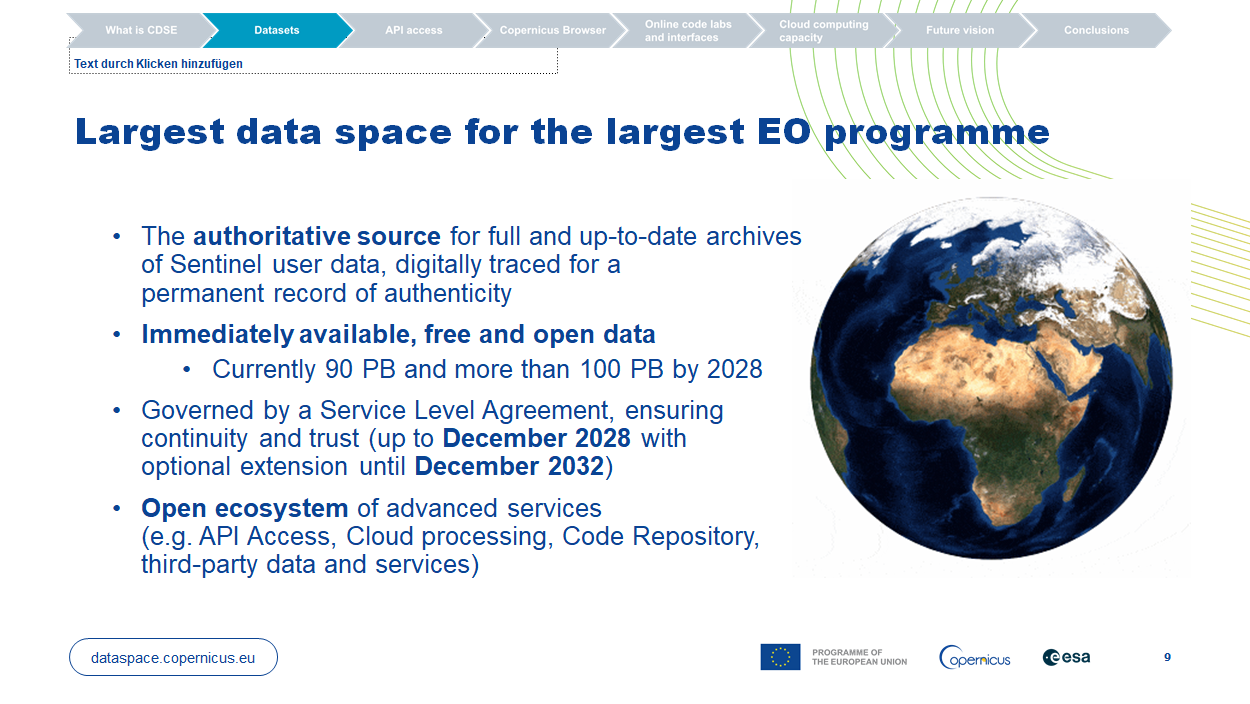 What is CDSE
Datasets
API access
Copernicus Browser
Online code labs
and interfaces
Cloud computing
capacity
Future vision
Conclusions
Text durch Klicken hinzufügen
Largest data space for the largest EO programme
• The authoritative source for full and up-to-date archives
of Sentinel user data, digitally traced for a
permanent record of authenticity
• Immediately available, free and open data
• Currently 90 PB and more than 100 PB by 2028
• Governed by a Service Level Agreement, ensuring
continuity and trust (up to December 2028 with
optional extension until December 2032)
• Open ecosystem of advanced services
(e.g. API Access, Cloud processing, Code Repository,
third-party data and services)
dataspace.copernicus.eu
PROGRAMME OF
THE EUROPEAN UNION
opernicus
esa
9